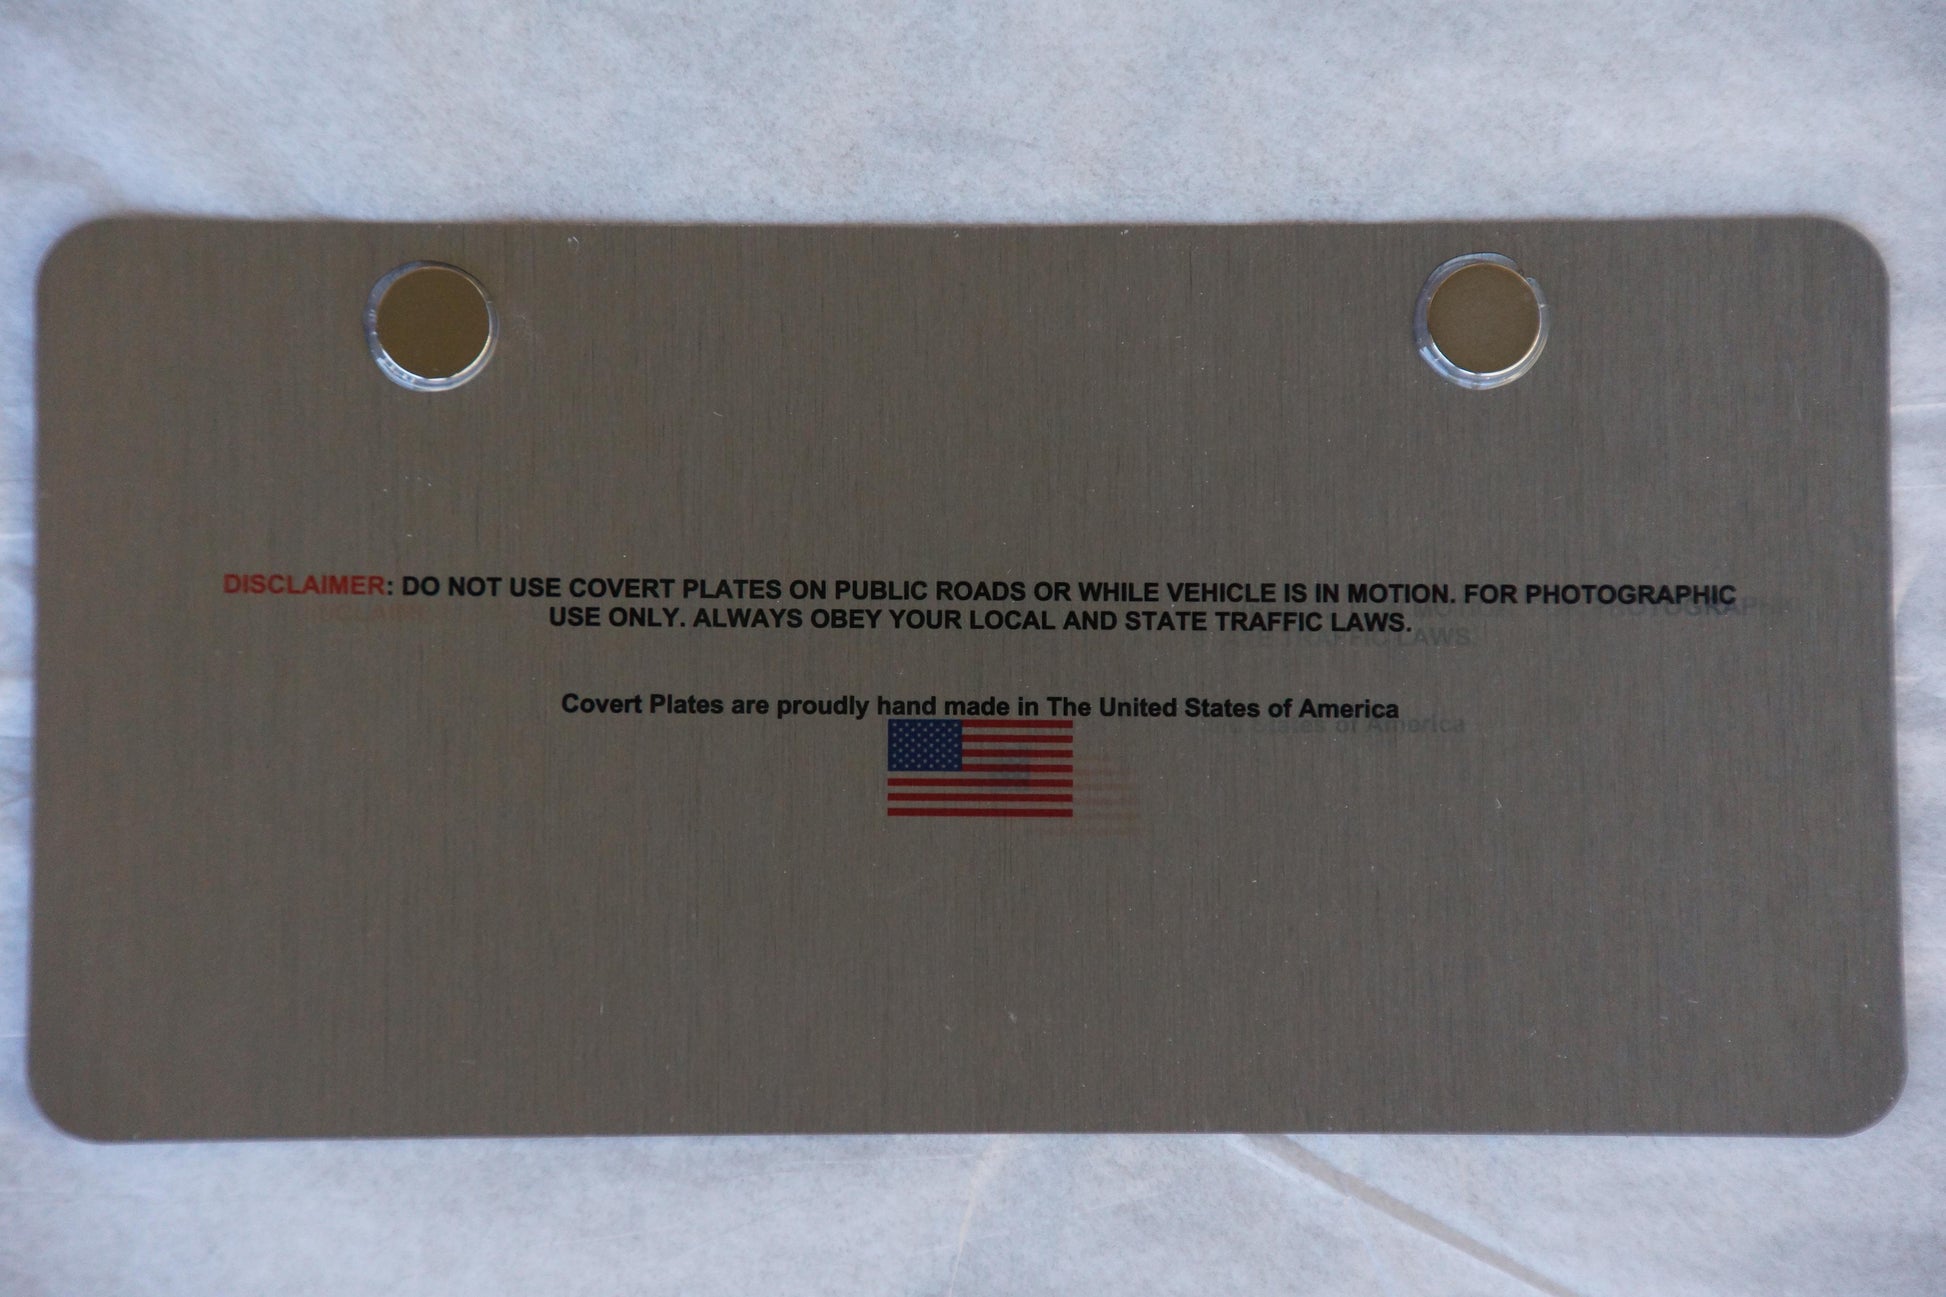 DISCLAIMER: DO NOT USE COVERT PLATES ON PUBLIC ROADS OR WHILE VEHICLE IS IN MOTION. FOR PHOTOGRAPHIC
USE ONLY. ALWAYS OBEY YOUR LOCAL AND STATE TRAFFIC LAWS.
Covert Plates are proudly hand made in The United States of America